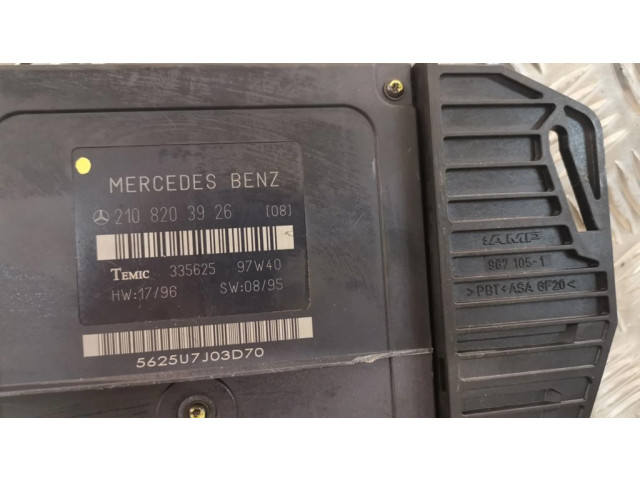 MERCEDES BENZ
210 820 39 26 [08]
TEMIC 335625 97W40
HW:17/96 SW:08/95
5625U7J03D70
AMP
967 105-1
>PBT<ASA GF20<